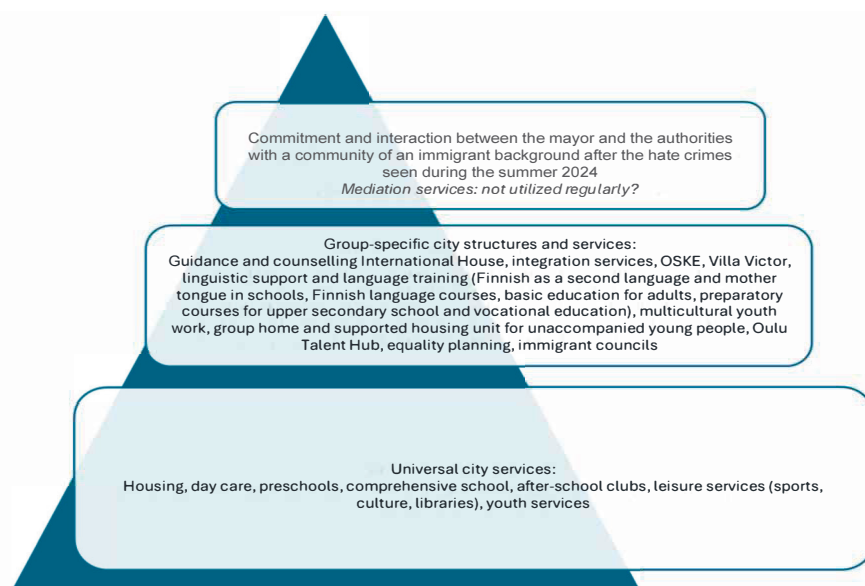 Commitment and interaction between the mayor and the authorities
with a community of an immigrant background after the hate crimes
seen during the summer 2024
Mediation services: not utilized regularly?
Group-specific city structures and services:
Guidance and counselling International House, integration services, OSKE, Villa Victor,
linguistic support and language training (Finnish as a second language and mother
tongue in schools, Finnish language courses, basic education for adults, preparatory
courses for upper secondary school and vocational education), multicultural youth
work, group home and supported housing unit for unaccompanied young people, Oulu
Talent Hub, equality planning, immigrant councils
Universal city services:
Housing, day care, preschools, comprehensive school, after-school clubs, leisure services (sports,
culture, libraries), youth services